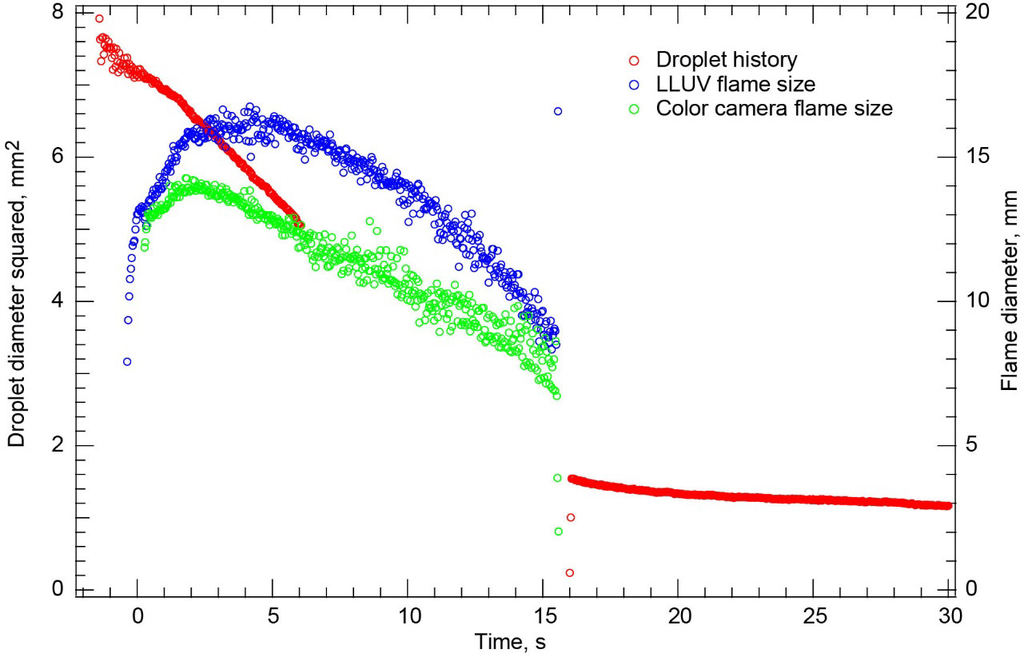 Droplet history
LLUV flame size
Color camera flame size
8
6
4
2
0
Droplet diameter squared, mm2
20
15
10
5
0
Flame diameter, mm
0
5
10
15
20
25
30
Time, s